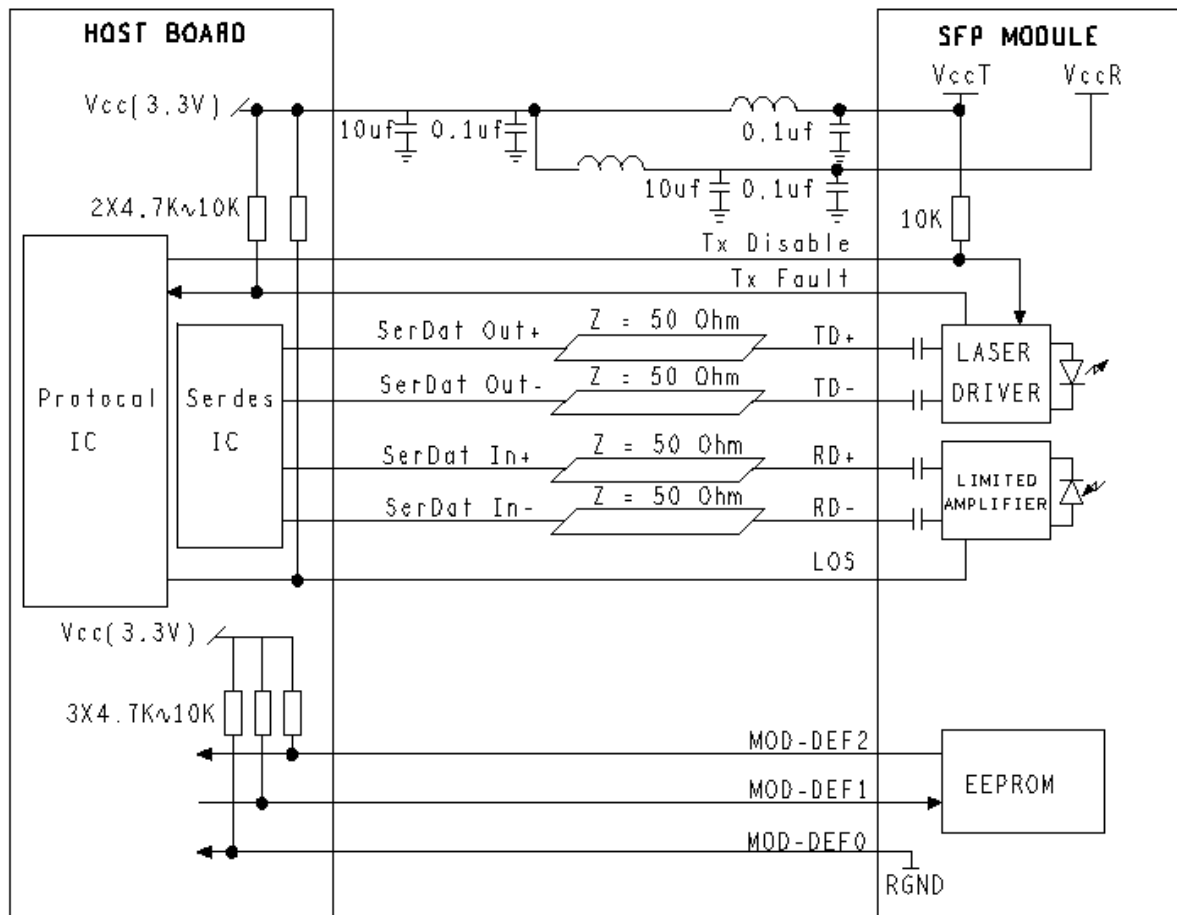 HOST BOARD
SFP MODULE
VccT
VccR
Vcc(3.3V)
10uf
0.1uf
0.1uf
10uf
0.1uf
2X4.7K~10K
10K
Tx Disable
Tx Fault
SerDat Out+
Z = 50 Ohm
TD+
SerDat Out-
Z = 50 Ohm
TD-
SerDat In+
Z = 50 Ohm
RD+
SerDat In-
Z = 50 Ohm
RD-
LOS
Protocal
IC
Serdes
IC
LASER
DRIVER
LIMITED
AMPLIFIER
Vcc(3.3V)
3X4.7K~10K
MOD-DEF2
MOD-DEF1
MOD-DEF0
EEPROM
RGND